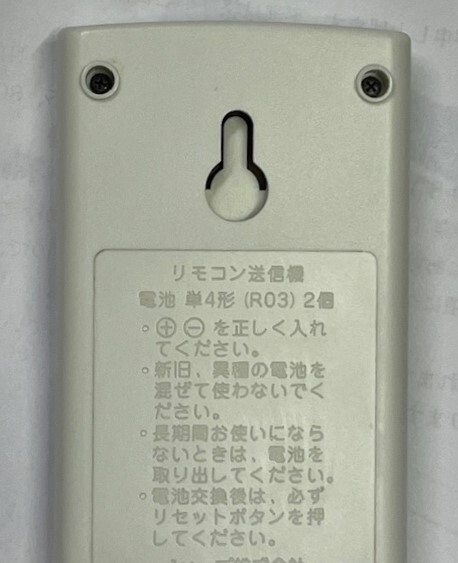 リモコン送信機
電池 単4形 (R03) 2個
◦⊕⊖を正しく入れ
てください。
◦新旧、異種の電池を
混ぜて使わないでく
ださい。
◦長期間お使いになら
ないときは、電池を
取り出してください。
◦電池交換後は、必ず
リセットボタンを押
してください。